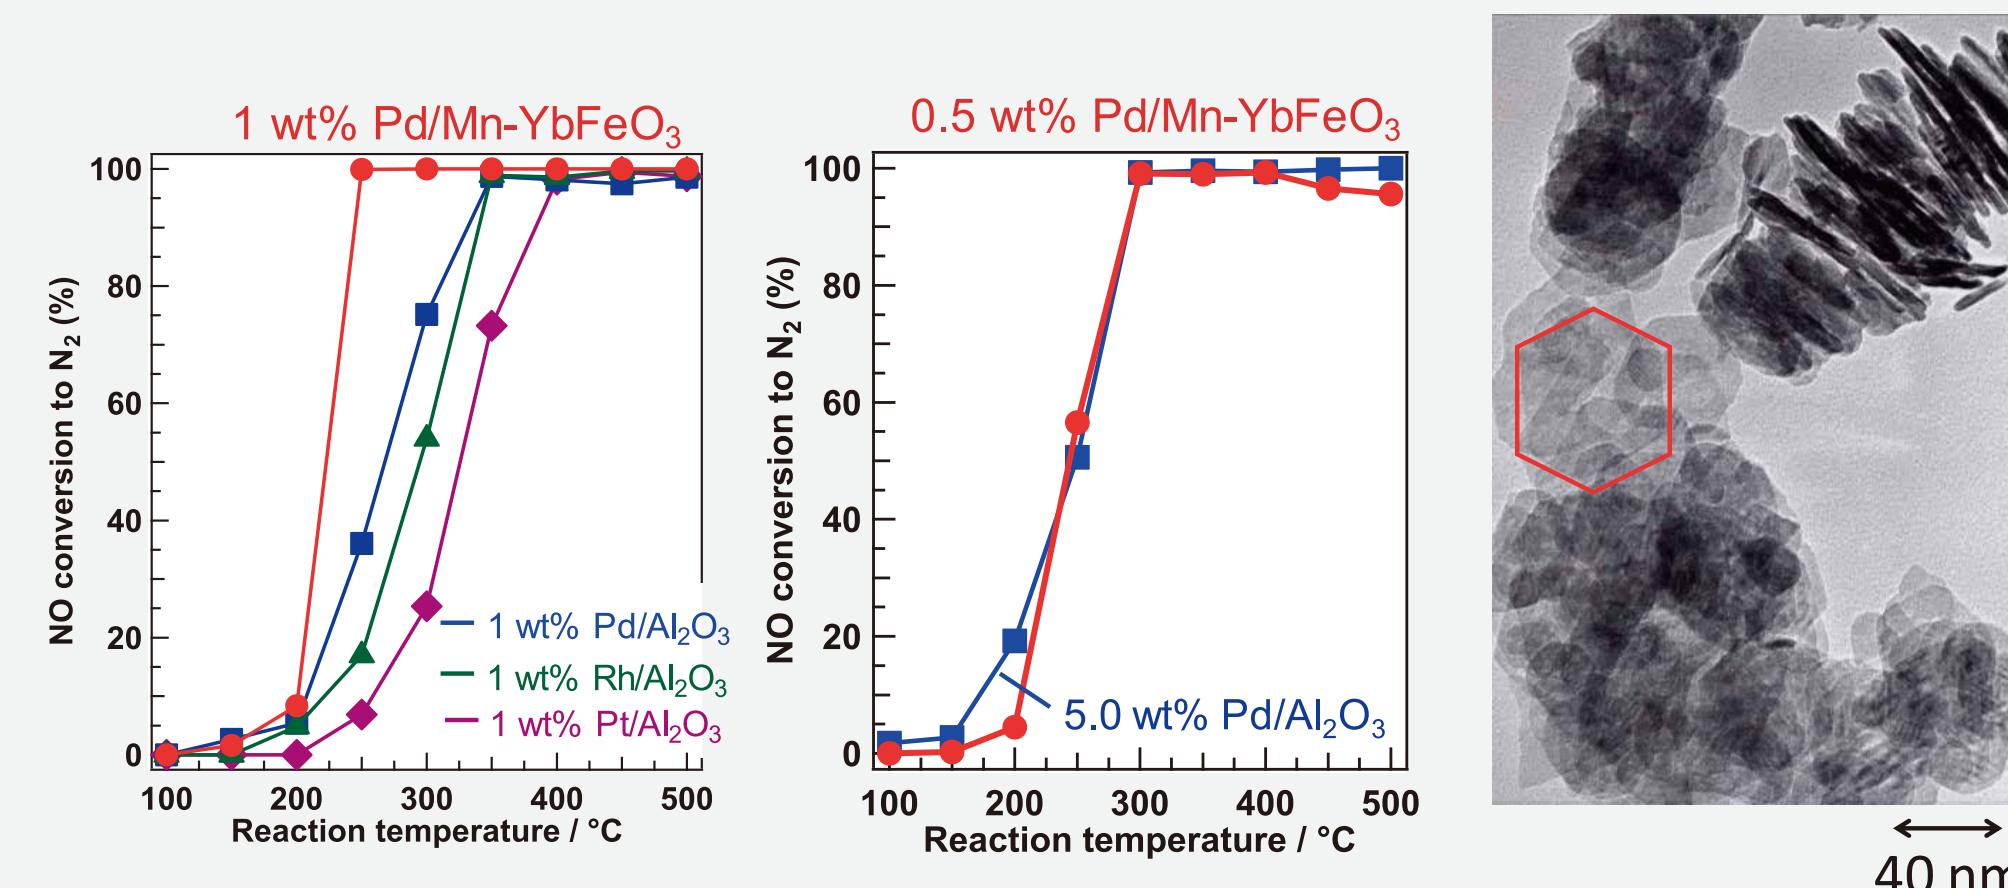 1 wt% Pd/Mn-YbFeO₃
NO conversion to N₂ (%)
100
80
60
40
20
0
1 wt% Pd/Al₂O₃
1 wt% Rh/Al₂O₃
1 wt% Pt/Al₂O₃
100 200 300 400 500
Reaction temperature / °C
0.5 wt% Pd/Mn-YbFeO₃
NO conversion to N₂ (%)
100
80
60
40
20
0
5.0 wt% Pd/Al₂O₃
100 200 300 400 500
Reaction temperature / °C
40 nm